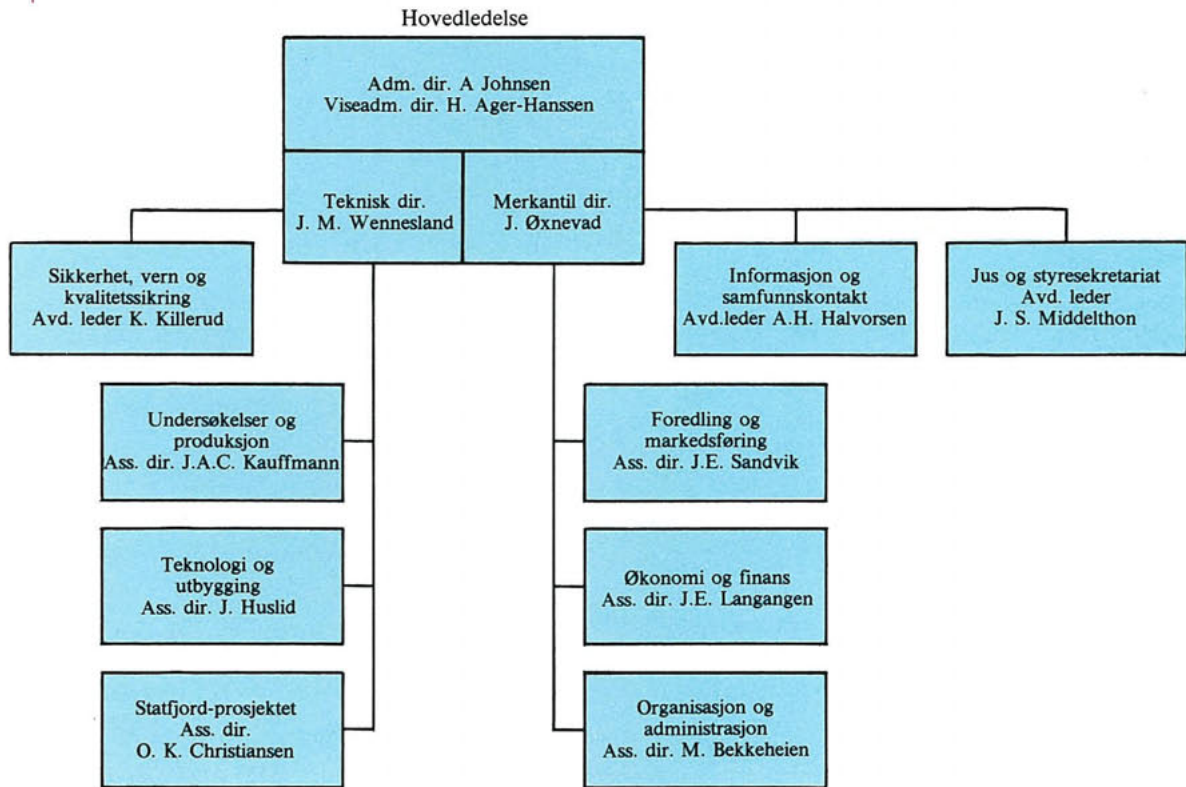 Hovedledelse
Adm. dir. A Johnsen
Viseadm. dir. H. Ager-Hanssen
Teknisk dir.
J. M. Wennesland
Merkantil dir.
J. Øxnevad
Sikkerhet, vern og
kvalitetssikring
Avd. leder K. Killerud
Informasjon og
samfunnskontakt
Avd.leder A.H. Halvorsen
Jus og styresekretariat
Avd. leder
J. S. Middelthon
Undersøkelser og
produksjon
Ass. dir. J.A.C. Kauffmann
Foredling og
markedsføring
Ass. dir. J.E. Sandvik
Teknologi og
utbygging
Ass. dir. J. Huslid
Økonomi og finans
Ass. dir. J.E. Langangen
Statfjord-prosjektet
Ass. dir.
O. K. Christiansen
Organisasjon og
administrasjon
Ass. dir. M. Bekkeheien